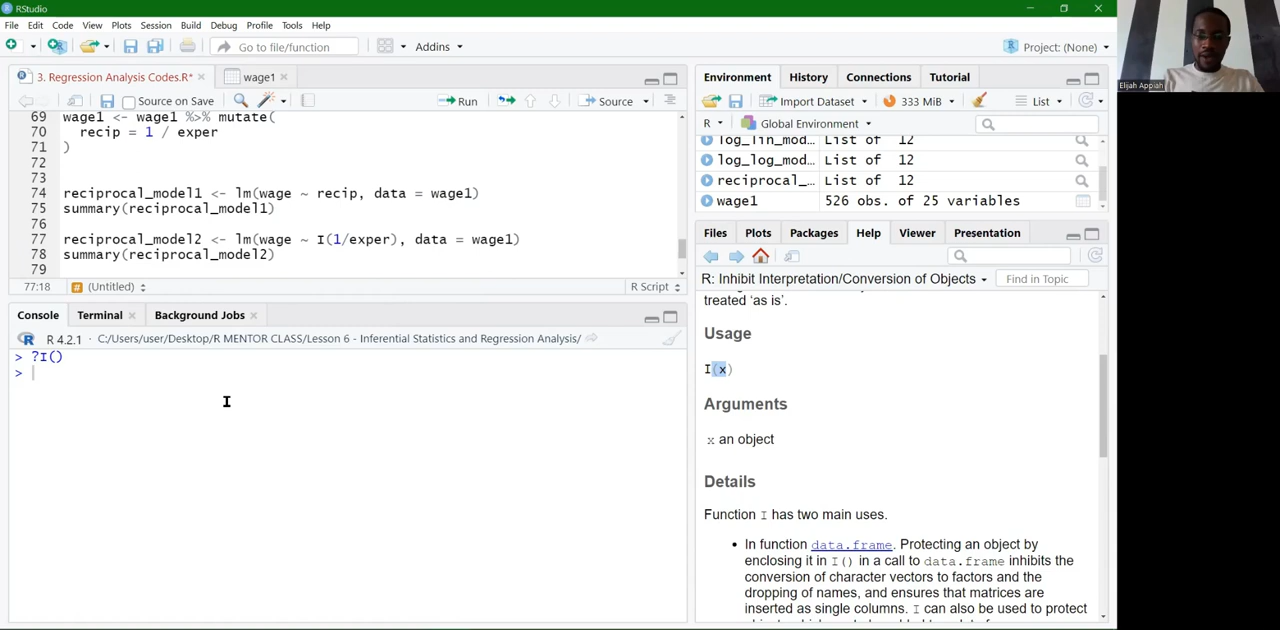 RStudio
File Edit Code View Plots Session Build Debug Profile Tools Help
Go to file/function Addins Project: (None)
3. Regression Analysis Codes.R* wage1
Source on Save Run Source
69 wage1 <- wage1 %>% mutate(
70 recip = 1 / exper
71 )
72
73
74 reciprocal_model1 <- lm(wage ~ recip, data = wage1)
75 summary(reciprocal_model1)
76
77 reciprocal_model2 <- lm(wage ~ I(1/exper), data = wage1)
78 summary(reciprocal_model2)
79
77:18 (Untitled) R Script
Console Terminal Background Jobs
R 4.2.1 · C:/Users/user/Desktop/R MENTOR CLASS/Lesson 6 - Inferential Statistics and Regression Analysis/
> ?I()
>
Environment History Connections Tutorial
Import Dataset 333 MiB List
R Global Environment
log_lin_mod… List of 12
log_log_mod… List of 12
reciprocal_… List of 12
wage1 526 obs. of 25 variables
Files Plots Packages Help Viewer Presentation
R: Inhibit Interpretation/Conversion of Objects Find in Topic
treated ‘as is’.
Usage
I(x)
Arguments
x an object
Details
Function I has two main uses.
• In function data.frame. Protecting an object by
enclosing it in I() in a call to data.frame inhibits the
conversion of character vectors to factors and the
dropping of names, and ensures that matrices are
inserted as single columns. I can also be used to protect
Elijah Appiah